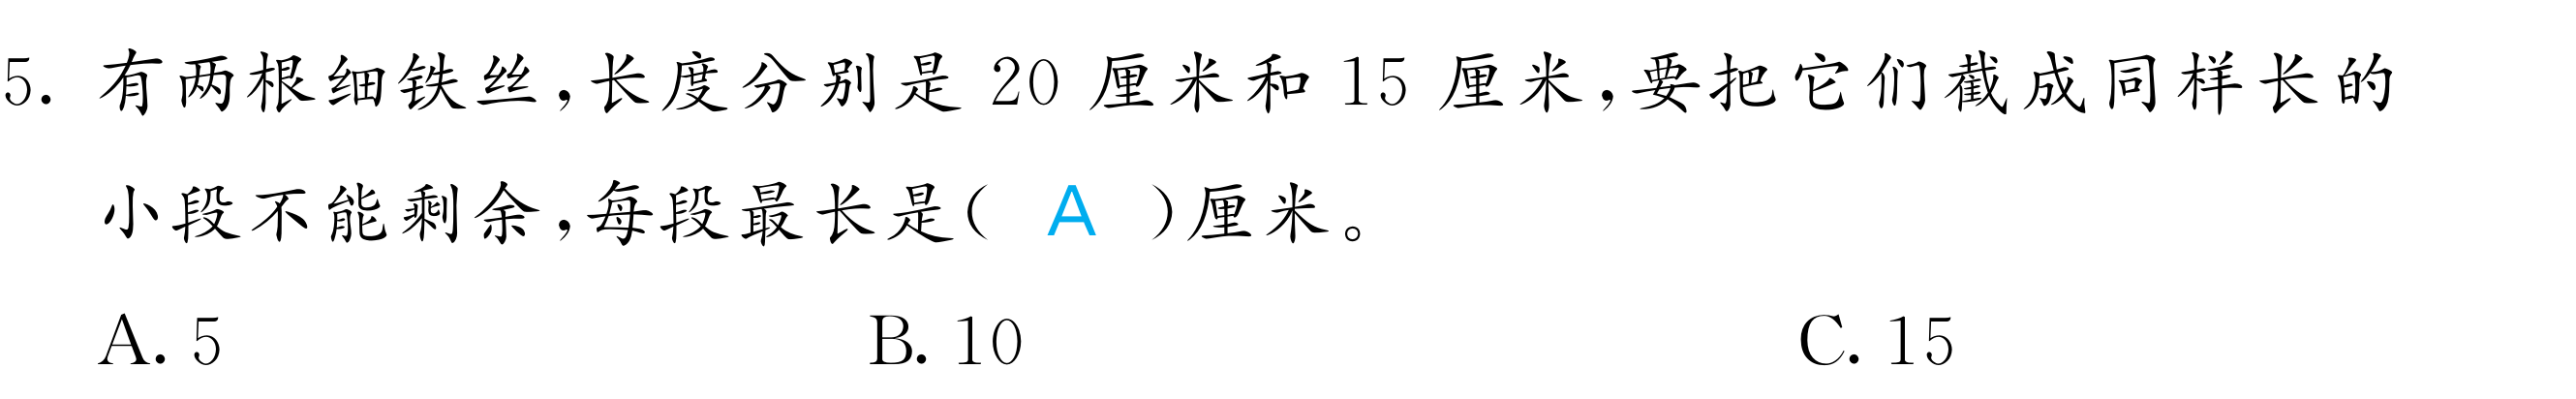 5. 有两根细铁丝,长度分别是 20 厘米和 15 厘米,要把它们截成同样长的
小段不能剩余,每段最长是( A )厘米。
A. 5 B. 10 C. 15